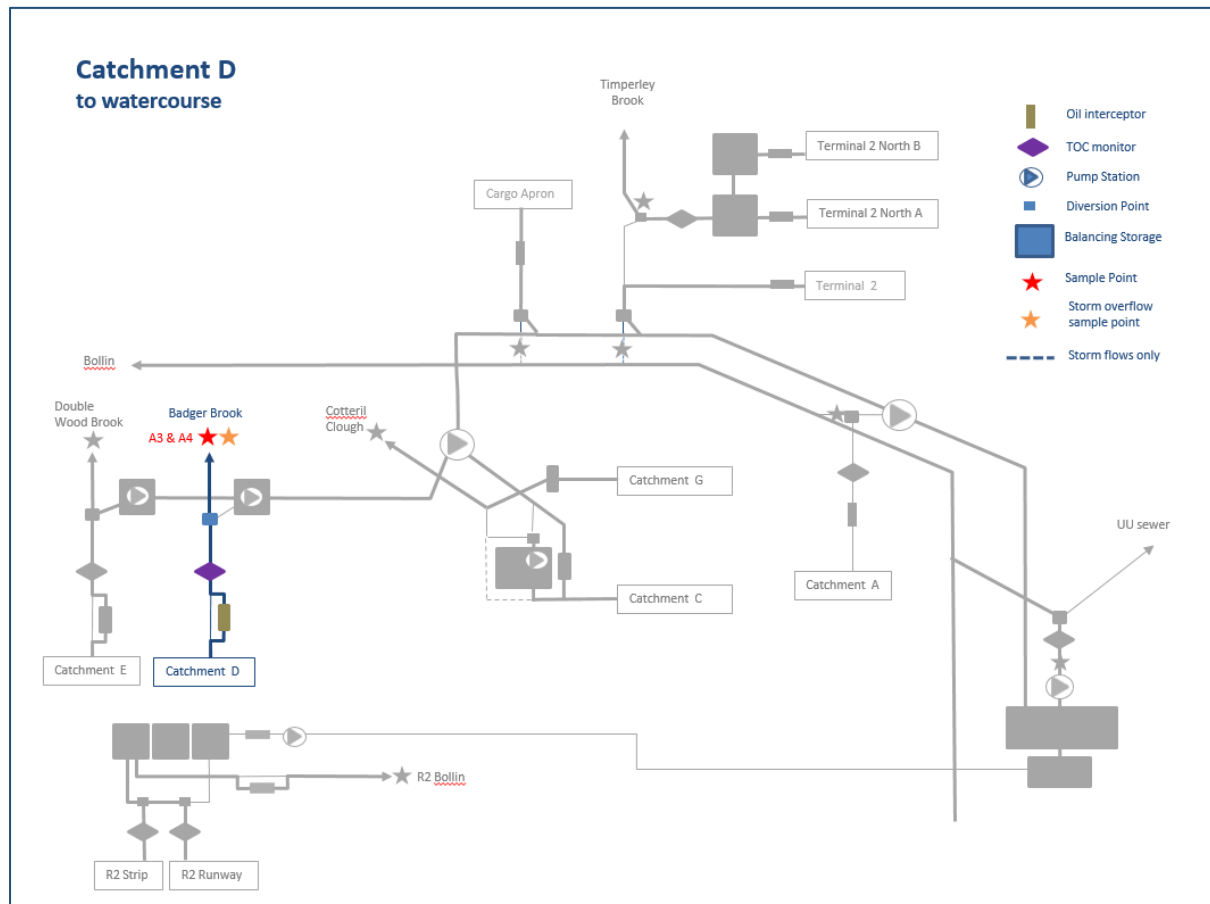 Catchment D
to watercourse
Timperley
Brook
Oil interceptor
TOC monitor
Pump Station
Diversion Point
Balancing Storage
Sample Point
Storm overflow
sample point
Storm flows only
Terminal 2 North B
Terminal 2 North A
Terminal 2
Cargo Apron
Bollin
Double
Wood Brook
Badger Brook
A3 & A4
Cotteril
Clough
Catchment G
Catchment C
Catchment A
UU sewer
Catchment E
Catchment D
R2 Bollin
R2 Strip
R2 Runway